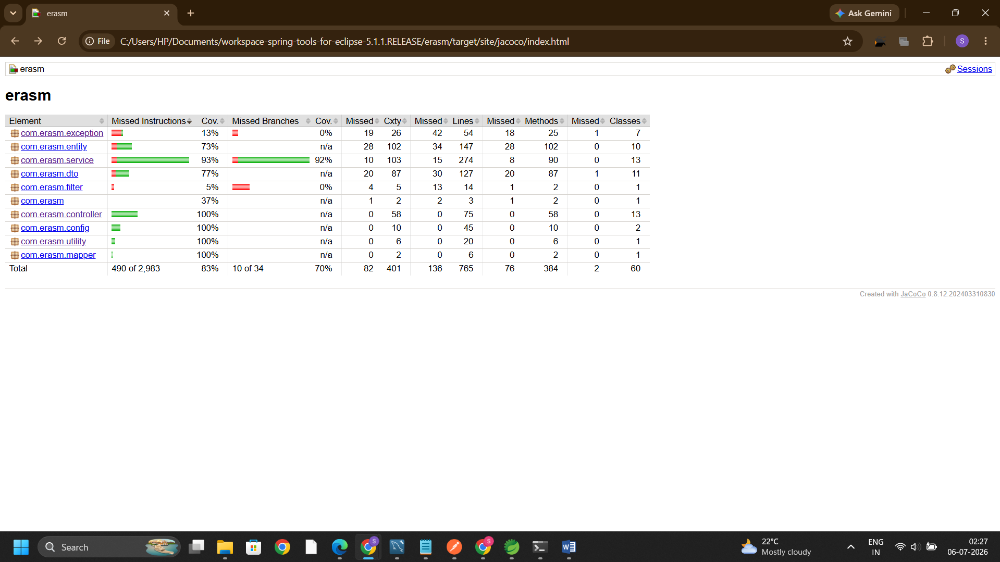 erasm
Ask Gemini
File C:/Users/HP/Documents/workspace-spring-tools-for-eclipse-5.1.1.RELEASE/erasm/target/site/jacoco/index.html
S
erasm Sessions
erasm
Element Missed Instructions Cov. Missed Branches Cov. Missed Cxty Missed Lines Missed Methods Missed Classes
com.erasm.exception 13% 0% 19 26 42 54 18 25 1 7
com.erasm.entity 73% n/a 28 102 34 147 28 102 0 10
com.erasm.service 93% 92% 10 103 15 274 8 90 0 13
com.erasm.dto 77% n/a 20 87 30 127 20 87 1 11
com.erasm.filter 5% 0% 4 5 13 14 1 2 0 1
com.erasm 37% n/a 1 2 2 3 1 2 0 1
com.erasm.controller 100% n/a 0 58 0 75 0 58 0 13
com.erasm.config 100% n/a 0 10 0 45 0 10 0 2
com.erasm.utility 100% n/a 0 6 0 20 0 6 0 1
com.erasm.mapper 100% n/a 0 2 0 6 0 2 0 1
Total 490 of 2,983 83% 10 of 34 70% 82 401 136 765 76 384 2 60
Created with JaCoCo 0.8.12.202403310830
Search
S
S
22°C
Mostly cloudy
ENG
IN
02:27
06-07-2026